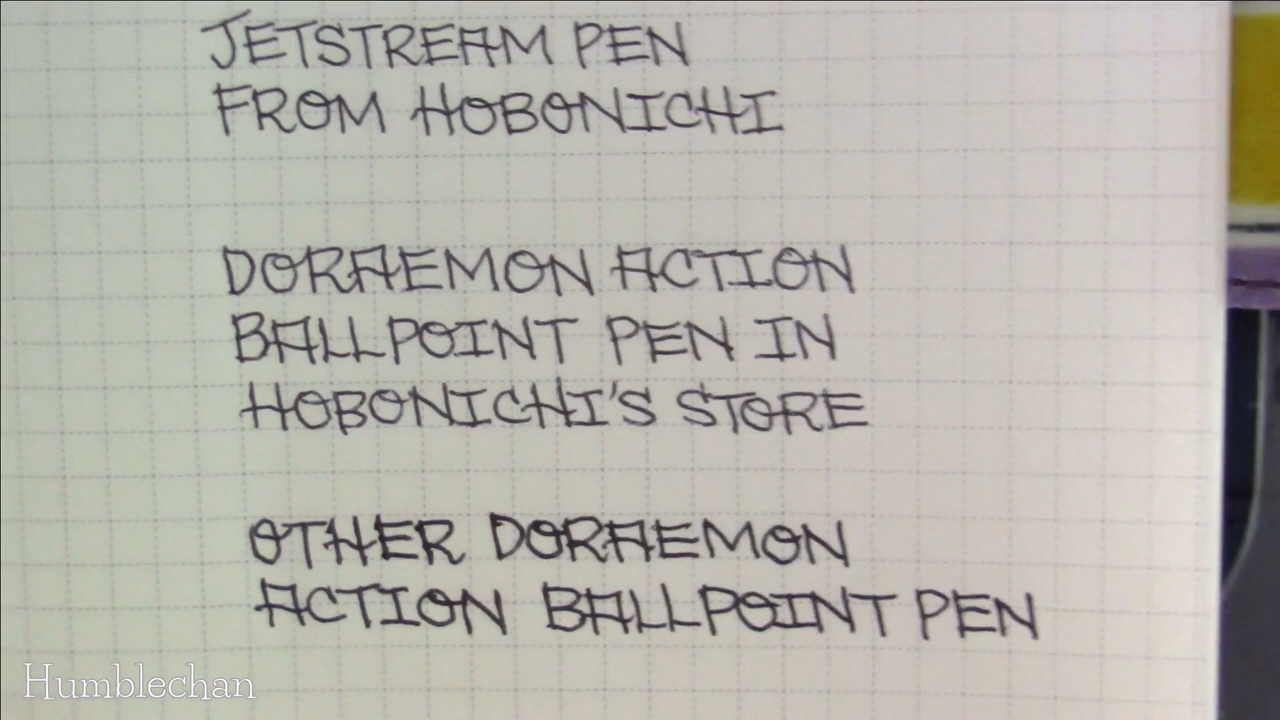 JETSTREAM PEN
FROM HOBONICHI
DORAEMON ACTION
BALLPOINT PEN IN
HOBONICHI'S STORE
OTHER DORAEMON
ACTION BALLPOINT PEN
Humblechan